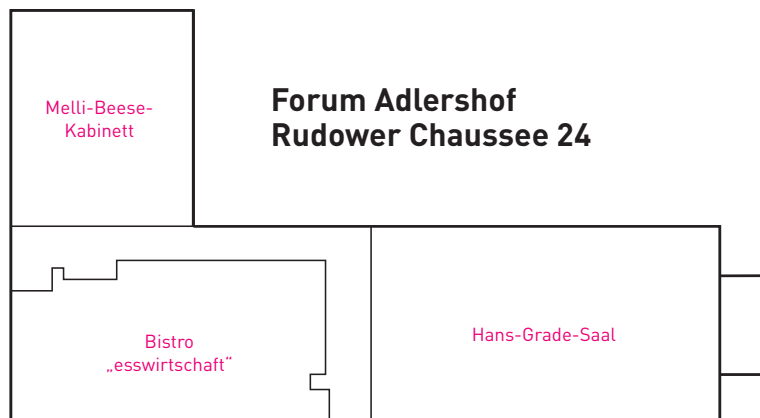 Melli-Beese-
Kabinett
Forum Adlershof
Rudower Chaussee 24
Bistro
„esswirtschaft“
Hans-Grade-Saal